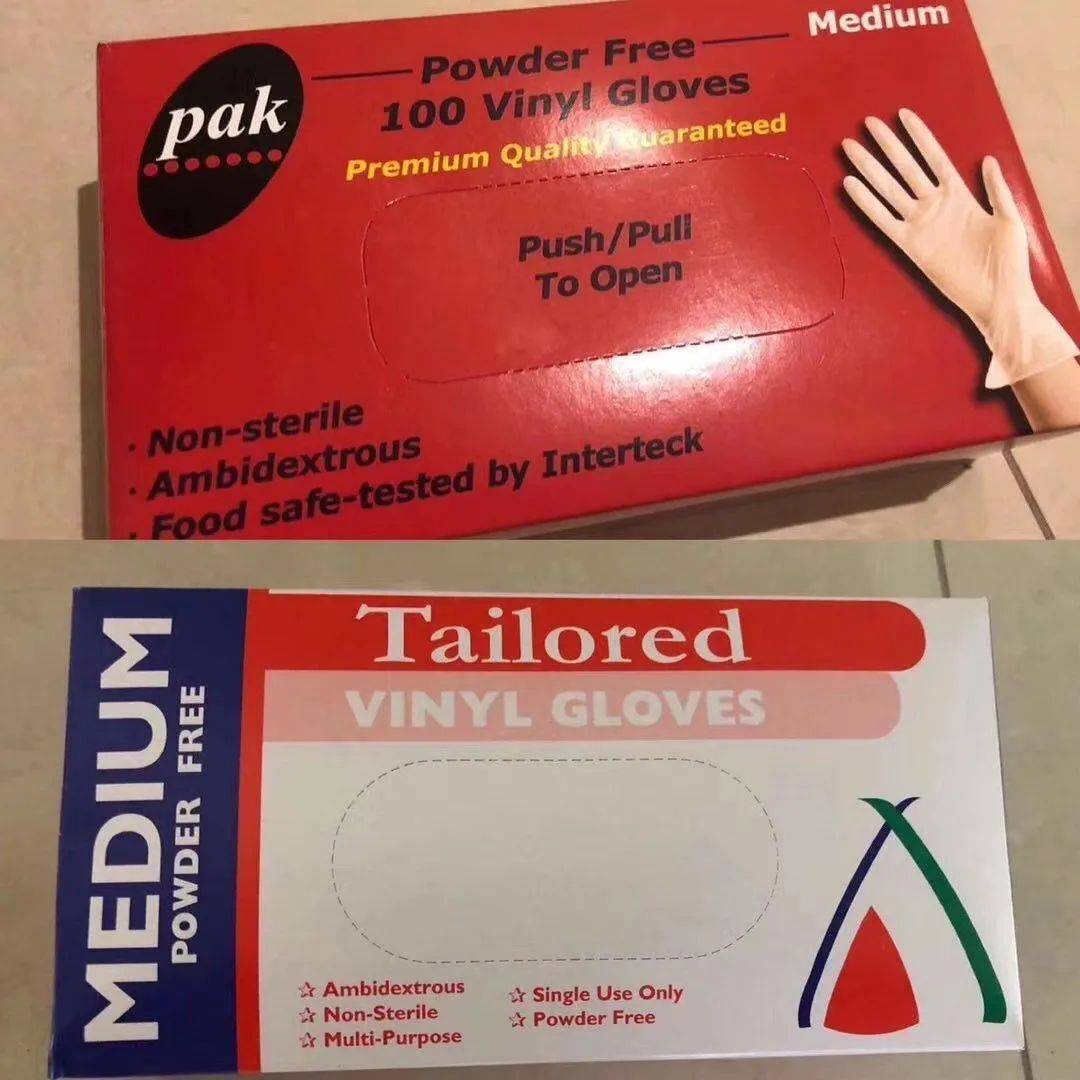 Medium
pak
Powder Free
100 Vinyl Gloves
Premium Quality Guaranteed
Push/Pull
To Open
· Non-sterile
· Ambidextrous
· Food safe-tested by Interteck
MEDIUM
POWDER FREE
Tailored
VINYL GLOVES
☆ Ambidextrous
☆ Non-Sterile
☆ Multi-Purpose
☆ Single Use Only
☆ Powder Free